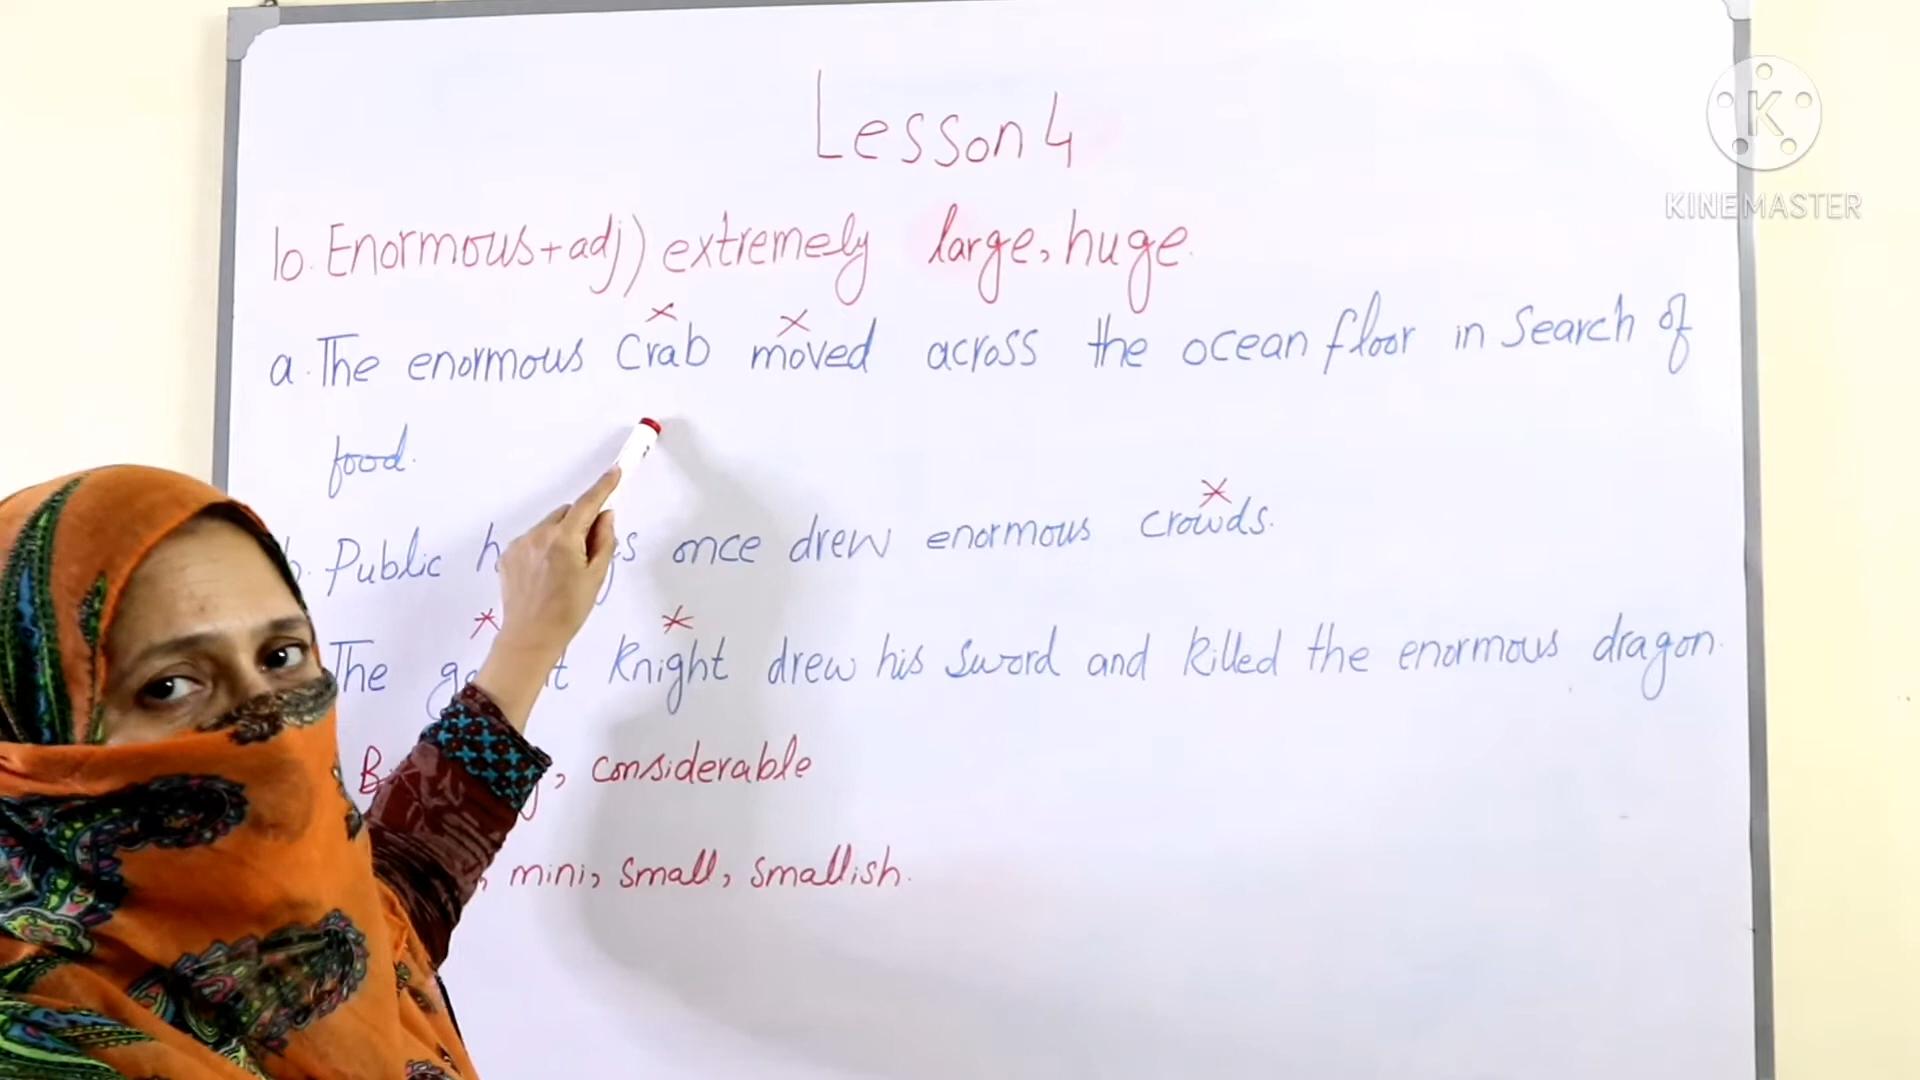 Lesson 4
10. Enormous + adj) extremely large, huge.
a. The enormous crab moved across the ocean floor in search of
food.
Public once drew enormous crowds.
The knight drew his sword and killed the enormous dragon.
, considerable
, mini, small, smallish.
K
KINEMASTER